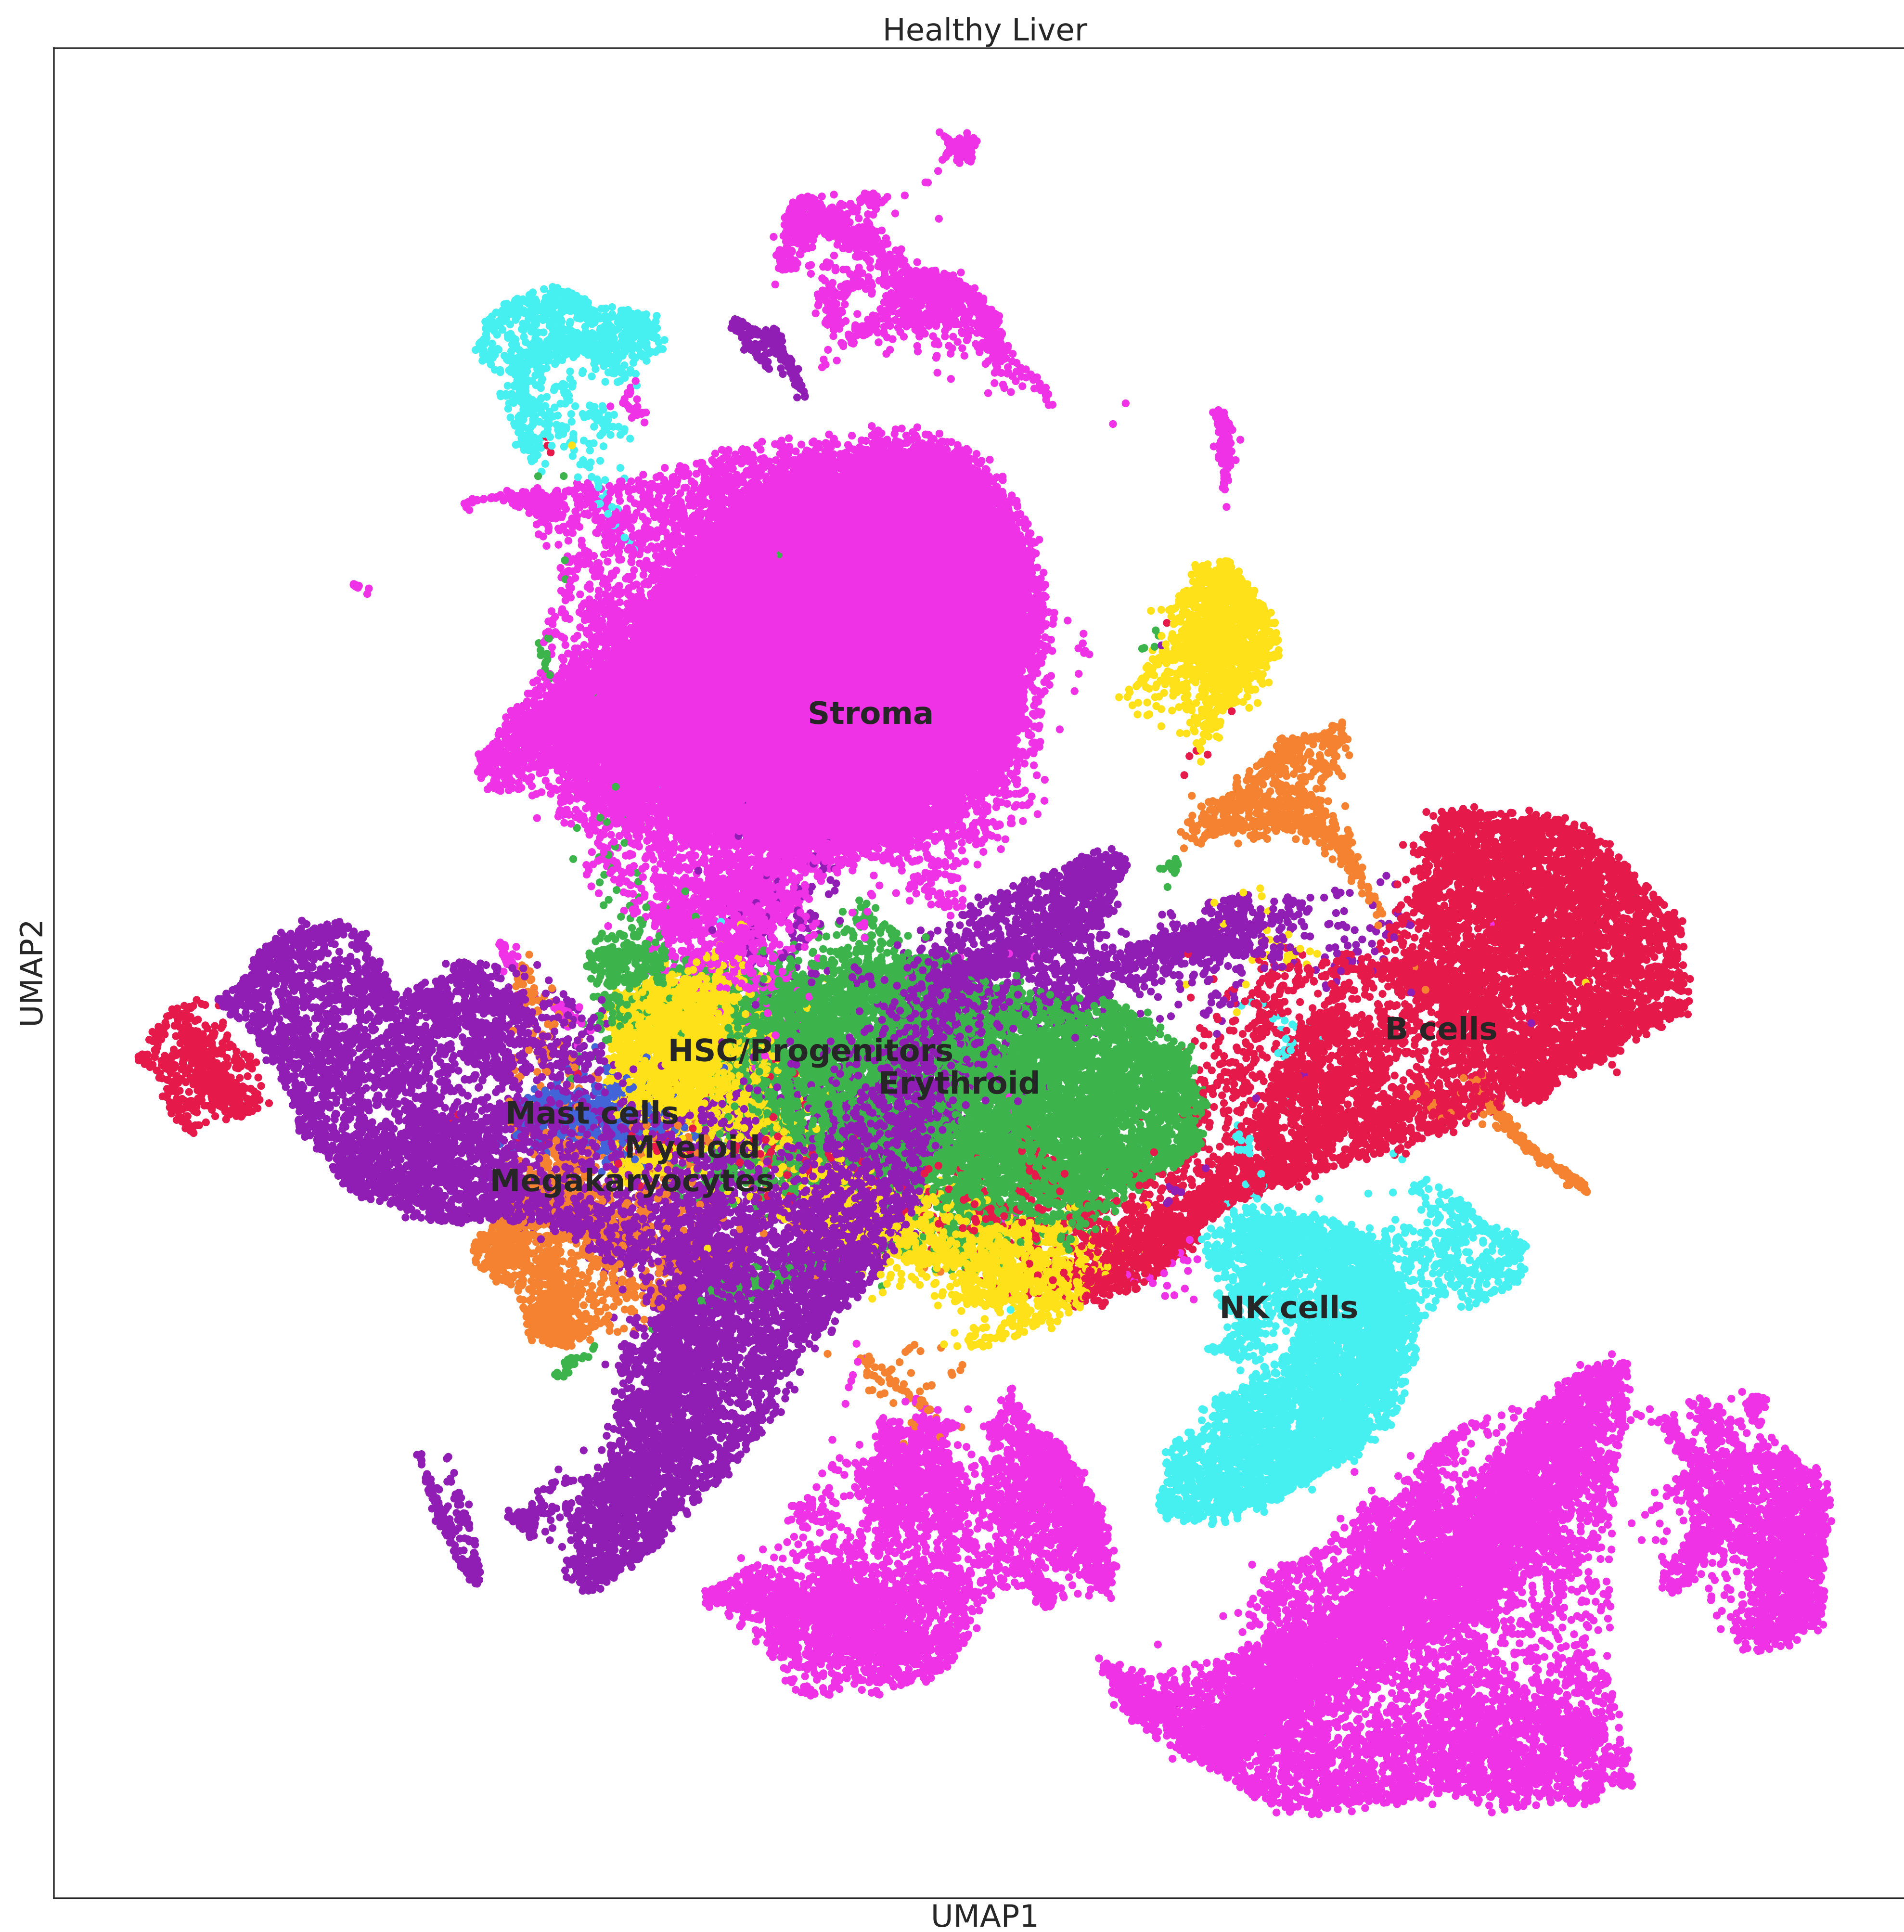 Healthy Liver
Stroma
B cells
HSC/Progenitors
Erythroid
Mast cells
Myeloid
Megakaryocytes
NK cells
UMAP2
UMAP1